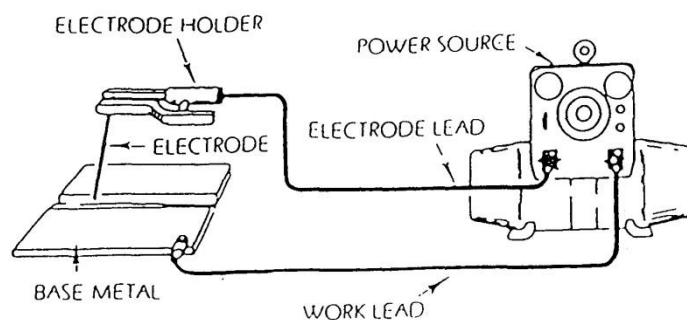 ELECTRODE HOLDER
POWER SOURCE
ELECTRODE LEAD
ELECTRODE
BASE METAL
WORK LEAD